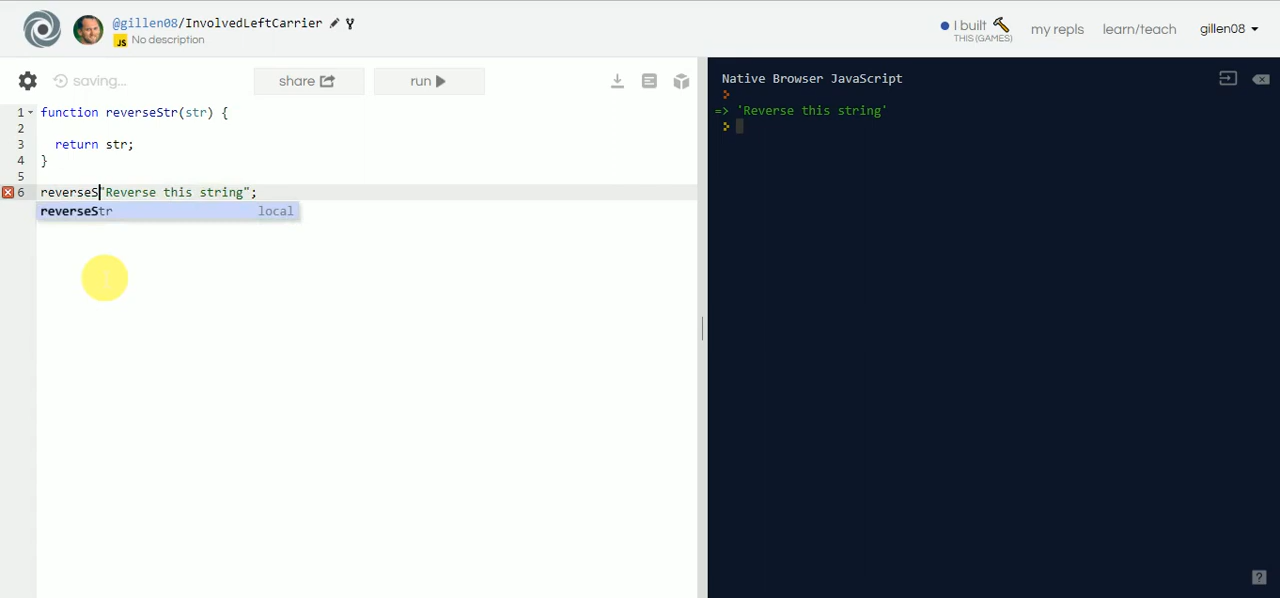 @gillen08/InvolvedLeftCarrier
JS No description
I built
THIS (GAMES)
my repls
learn/teach
gillen08
saving...
share
run
Native Browser JavaScript
=> 'Reverse this string'
1 function reverseStr(str) {
2
3 return str;
4 }
5
6 reverseS"Reverse this string";
reverseStr local
?